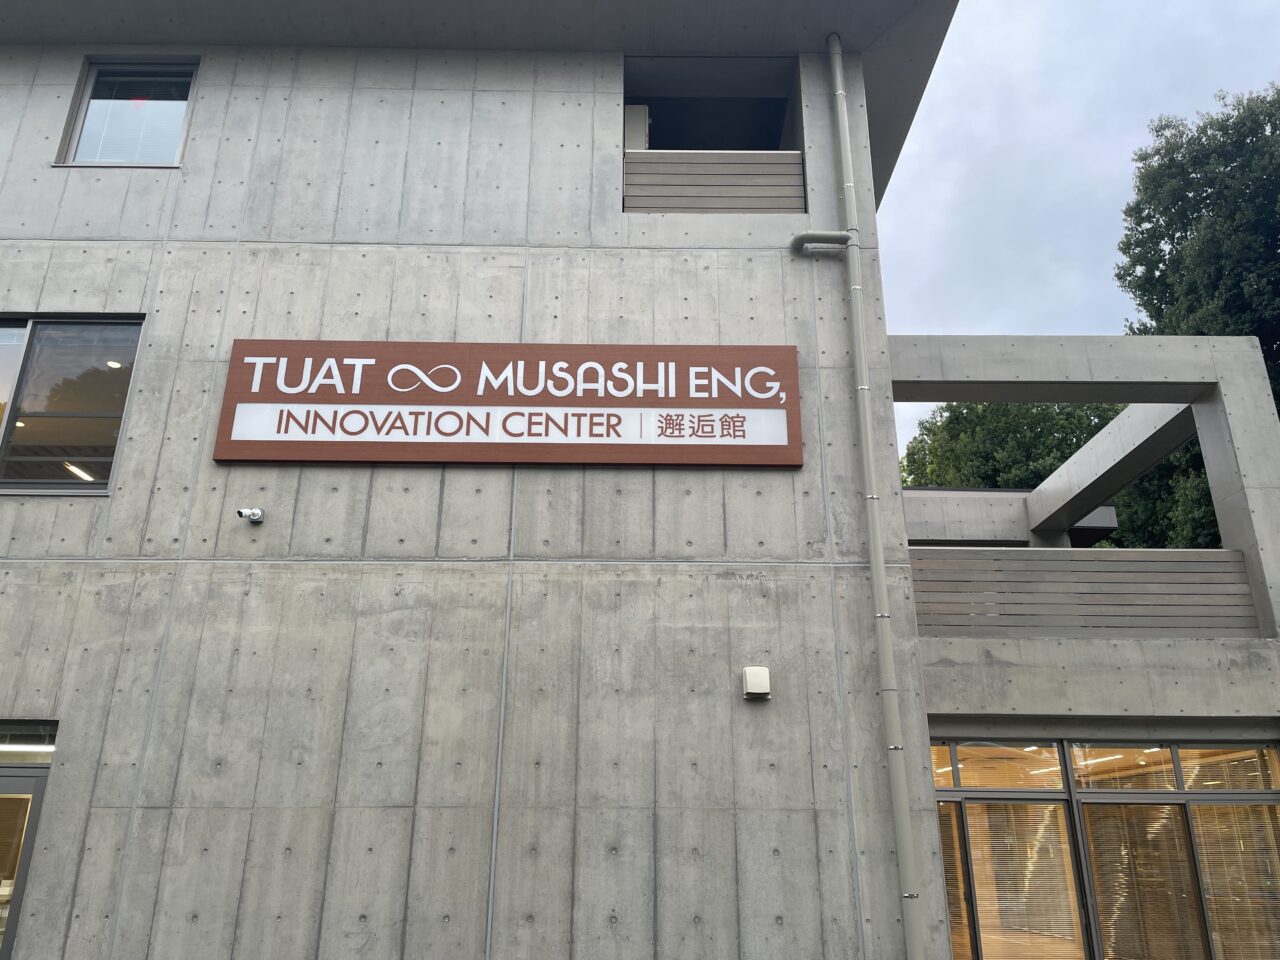 TUAT ∞ MUSASHI ENG,
INNOVATION CENTER | 邂逅館